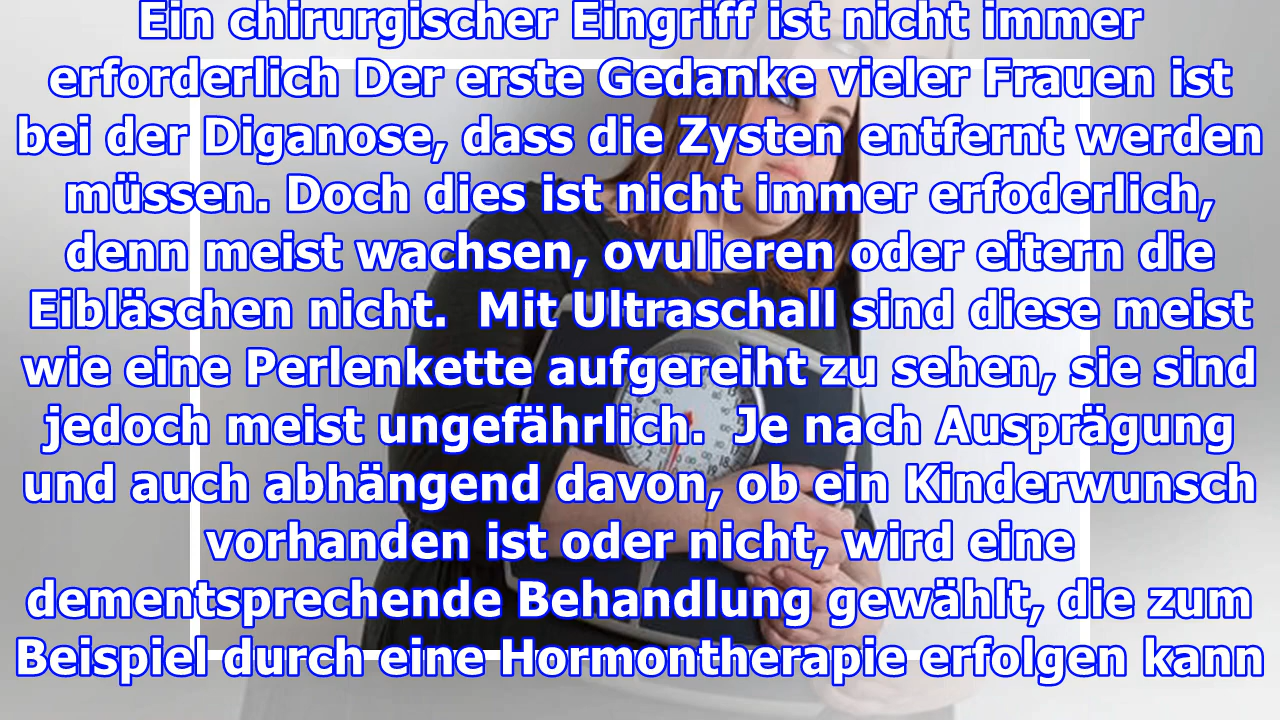 Ein chirurgischer Eingriff ist nicht immer
erforderlich Der erste Gedanke vieler Frauen ist
bei der Diganose, dass die Zysten entfernt werden
müssen. Doch dies ist nicht immer erfoderlich,
denn meist wachsen, ovulieren oder eitern die
Eibläschen nicht.  Mit Ultraschall sind diese meist
wie eine Perlenkette aufgereiht zu sehen, sie sind
jedoch meist ungefährlich.  Je nach Ausprägung
und auch abhängend davon, ob ein Kinderwunsch
vorhanden ist oder nicht, wird eine
dementsprechende Behandlung gewählt, die zum
Beispiel durch eine Hormontherapie erfolgen kann